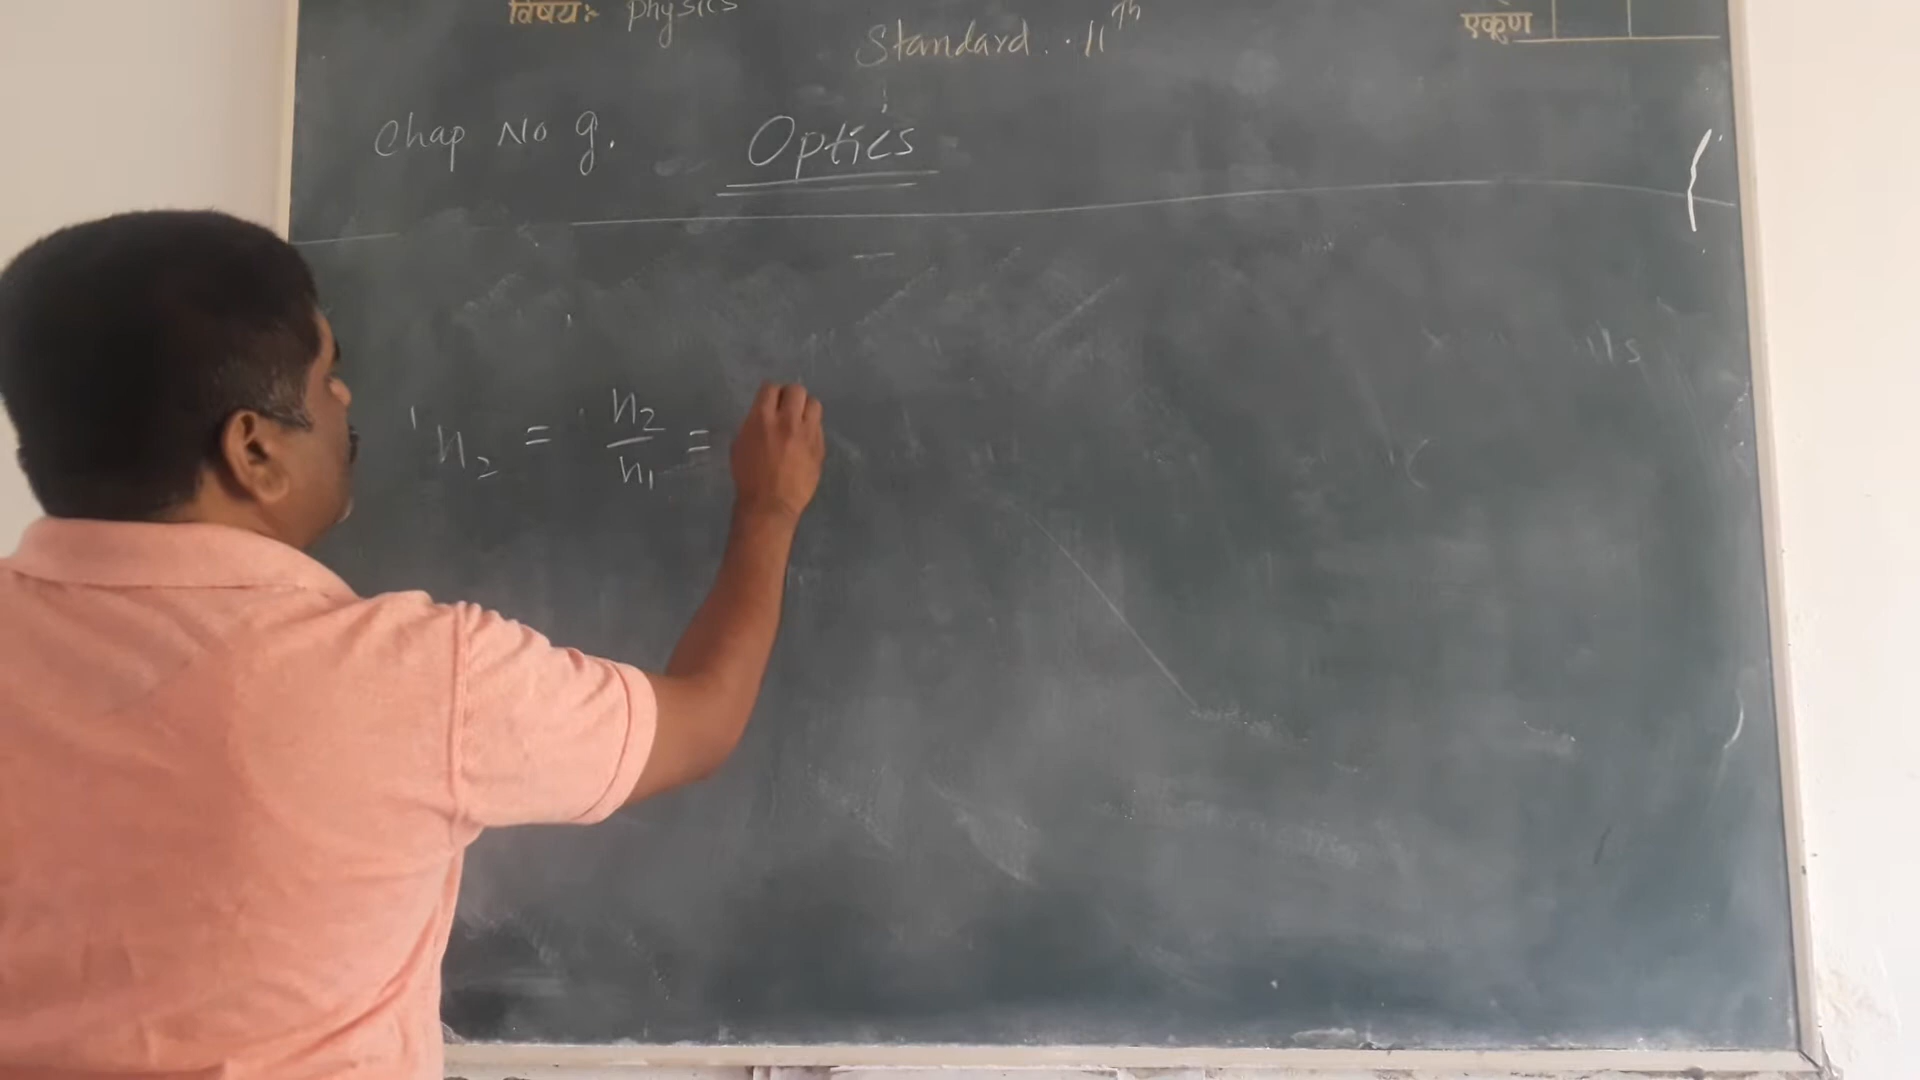 विषय:- Physics
Standard. . 11th
एकूण
Chap No 9. Optics
¹n₂ = n₂/n₁ =